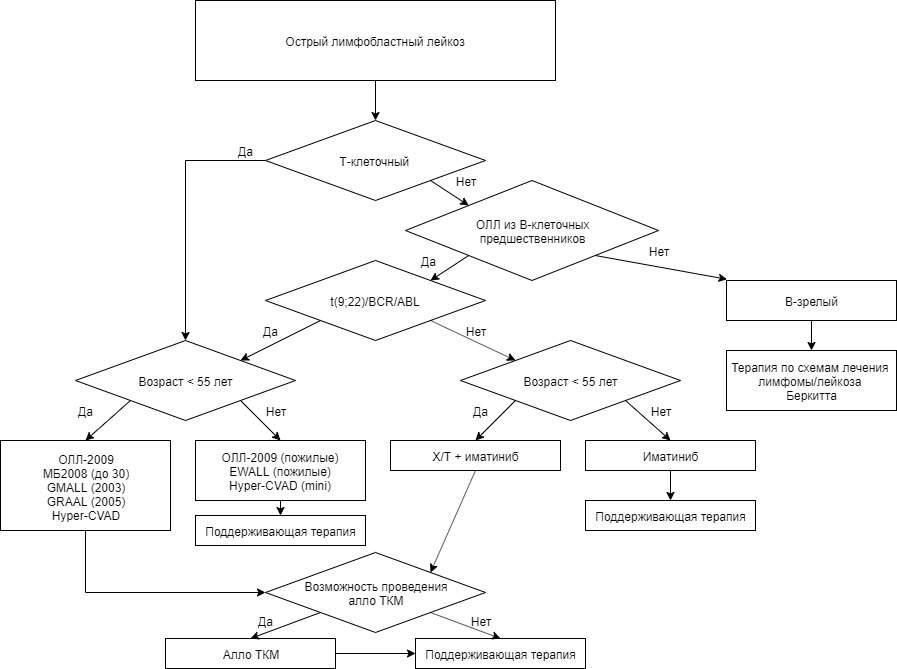 Острый лимфобластный лейкоз
Т-клеточный
Да
Нет
ОЛЛ из В-клеточных
предшественников
Да
Нет
t(9;22)/BCR/ABL
В-зрелый
Да
Нет
Терапия по схемам лечения
лимфомы/лейкоза
Беркитта
Возраст < 55 лет
Возраст < 55 лет
Да
Нет
Да
Нет
ОЛЛ-2009
МБ2008 (до 30)
GMALL (2003)
GRAAL (2005)
Hyper-CVAD
ОЛЛ-2009 (пожилые)
EWALL (пожилые)
Hyper-CVAD (mini)
Х/Т + иматиниб
Иматиниб
Поддерживающая терапия
Поддерживающая терапия
Возможность проведения
алло ТКМ
Да
Нет
Алло ТКМ
Поддерживающая терапия